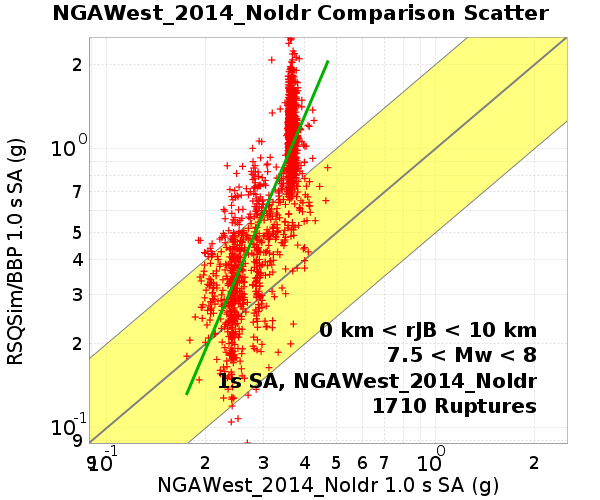 NGAWest_2014_NoIdr Comparison Scatter
RSQSim/BBP 1.0 s SA (g)
2
10^0
7
5
4
3
2
10^-1
9
0 km < rJB < 10 km
7.5 < Mw < 8
1s SA, NGAWest_2014_NoIdr
1710 Ruptures
9 10^-1 2 3 4 5 6 7 10^0 2
NGAWest_2014_NoIdr 1.0 s SA (g)